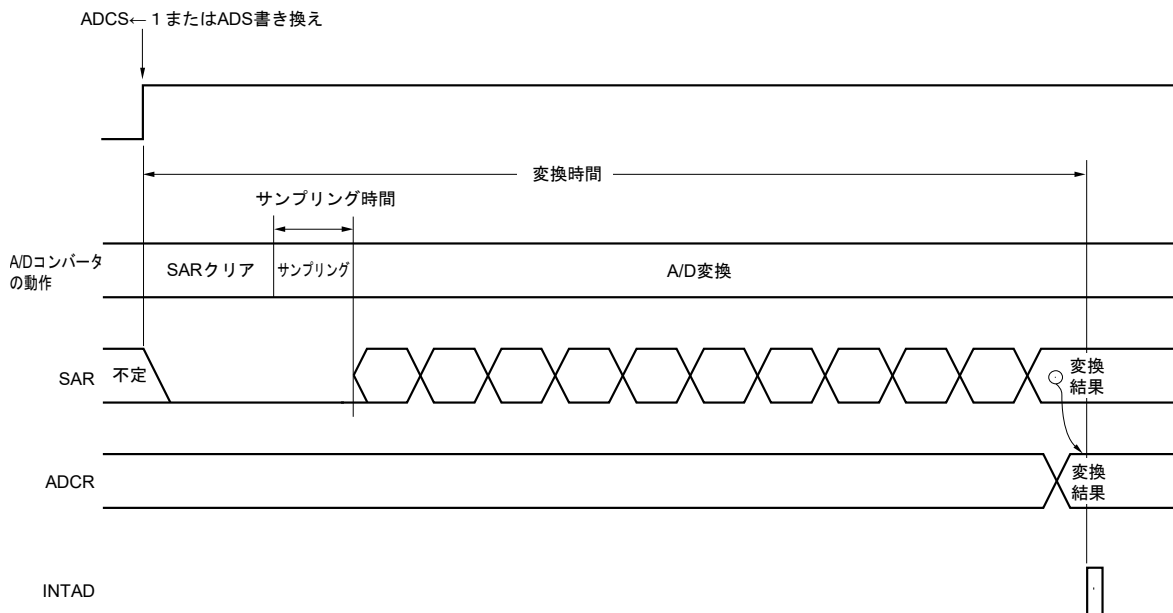 ADCS← 1 またはADS書き換え
変換時間
サンプリング時間
A/Dコンバータ
の動作
SARクリア
サンプリング
A/D変換
SAR
不定
変換
結果
ADCR
変換
結果
INTAD